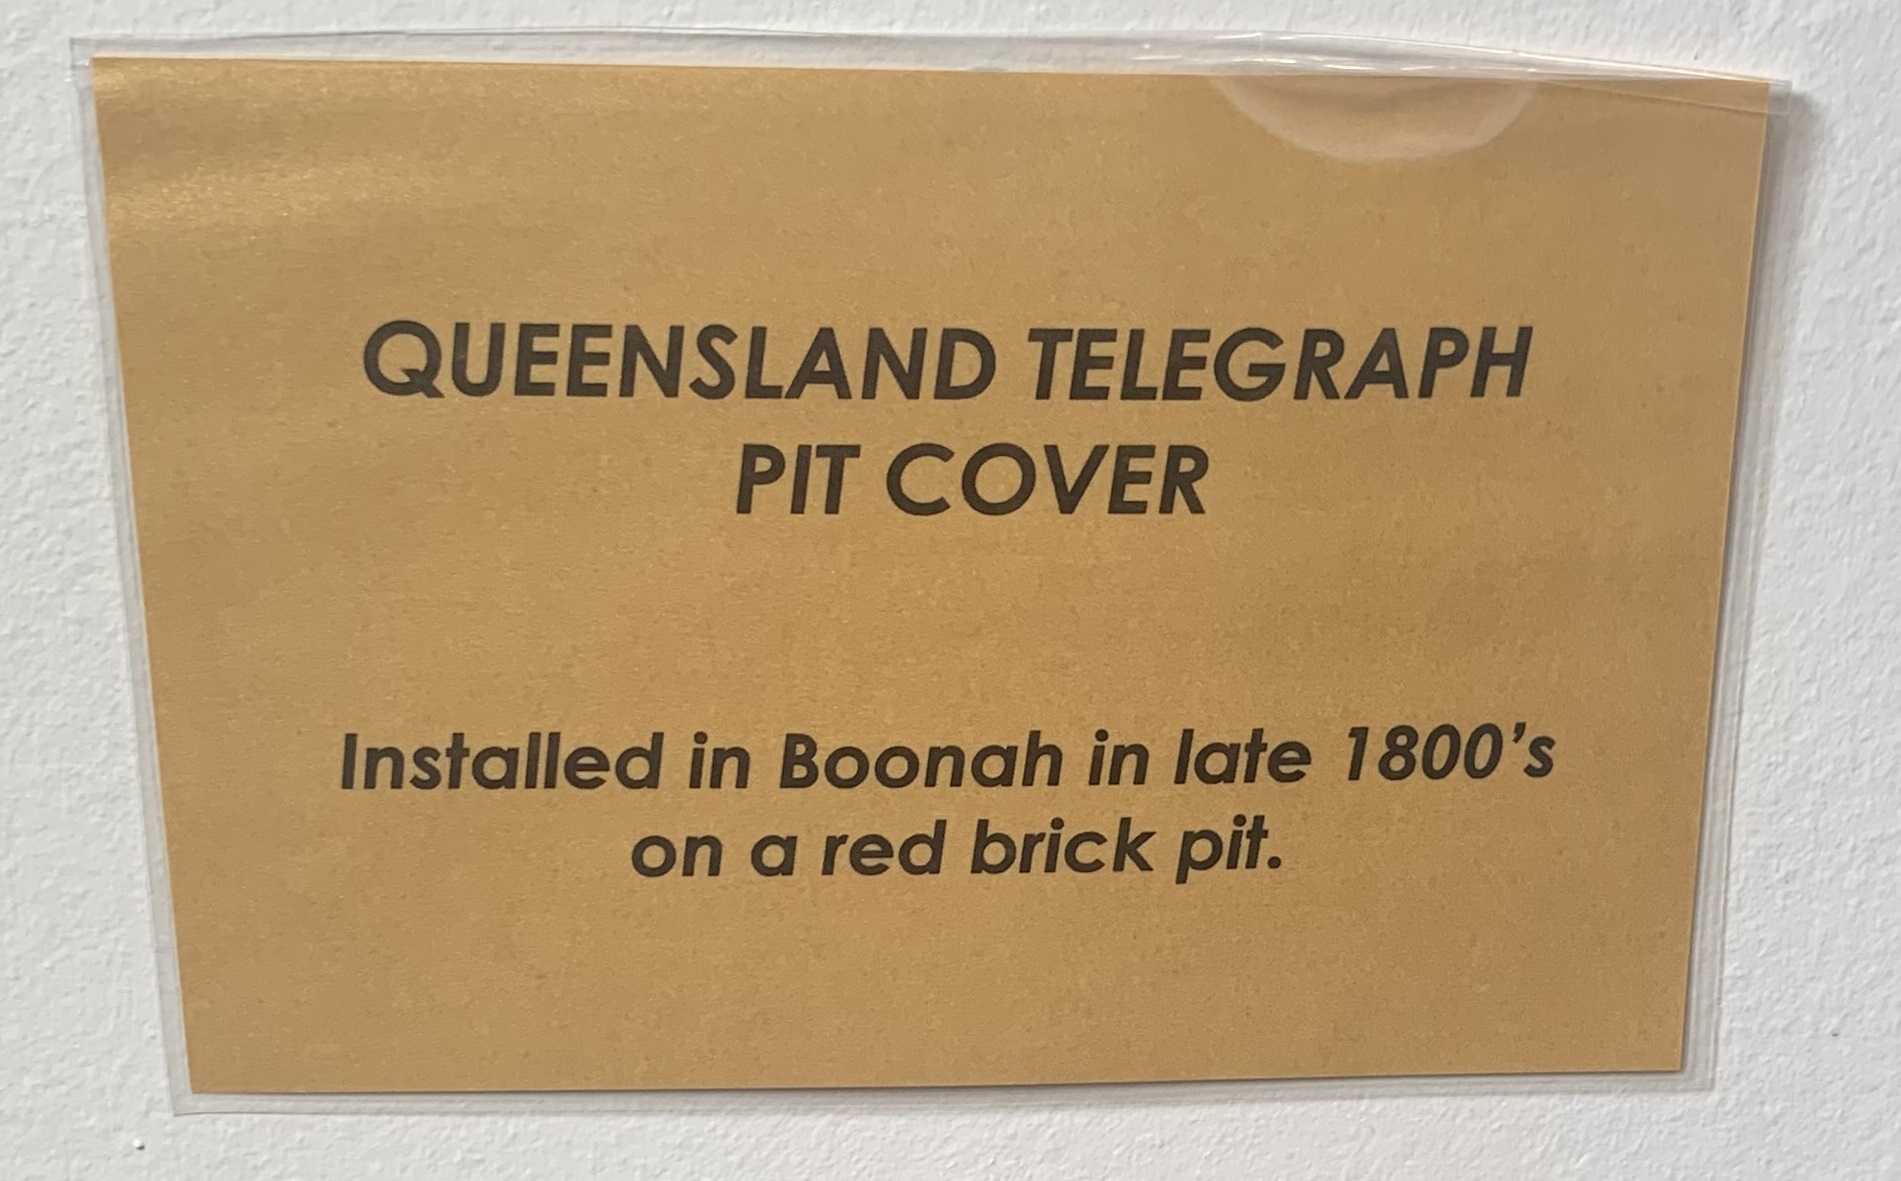 QUEENSLAND TELEGRAPH
PIT COVER
Installed in Boonah in late 1800's
on a red brick pit.